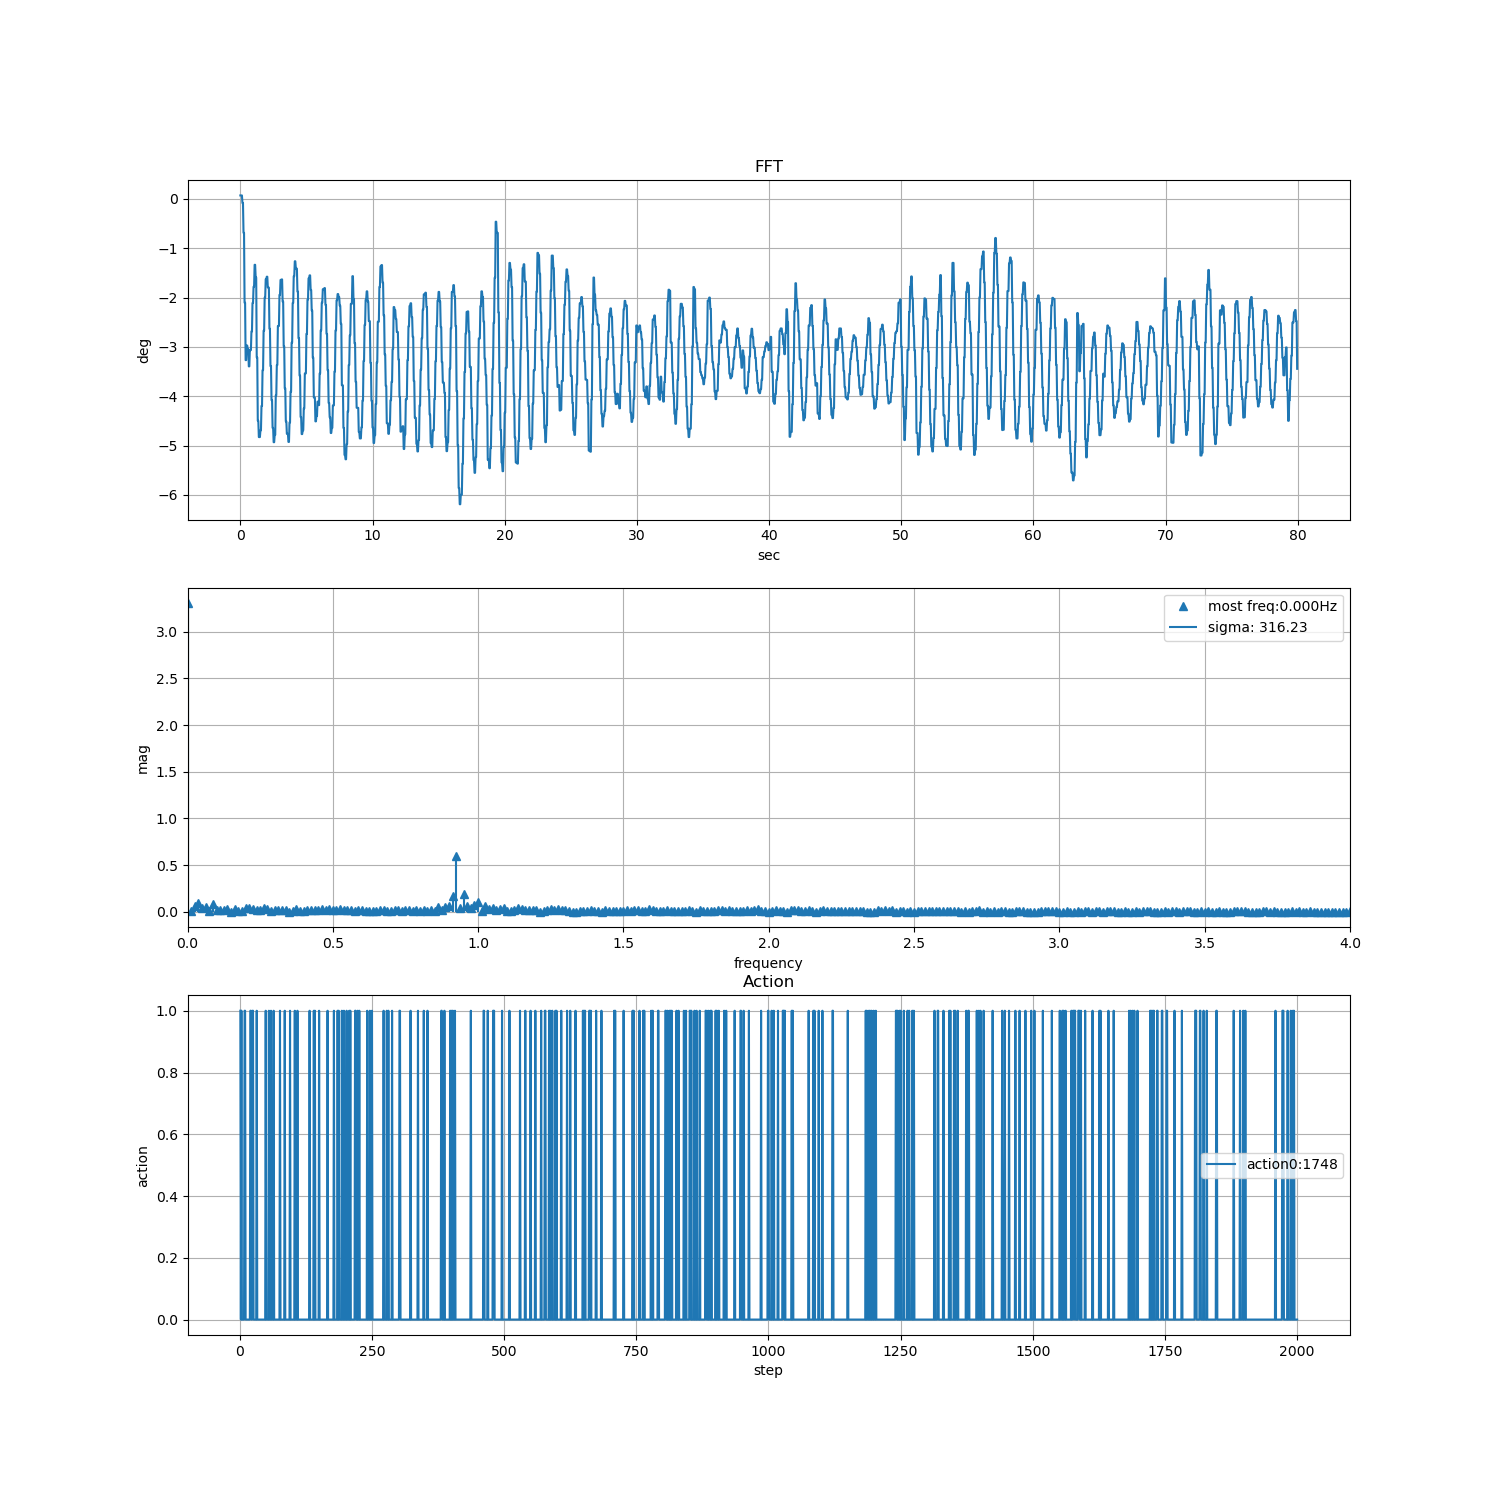 FFT
0
−1
−2
−3
−4
−5
−6
deg
0 10 20 30 40 50 60 70 80
sec
most freq:0.000Hz
sigma: 316.23
3.0
2.5
2.0
1.5
1.0
0.5
0.0
mag
0.0 0.5 1.0 1.5 2.0 2.5 3.0 3.5 4.0
frequency
Action
1.0
0.8
0.6
0.4
0.2
0.0
action
action0:1748
0 250 500 750 1000 1250 1500 1750 2000
step